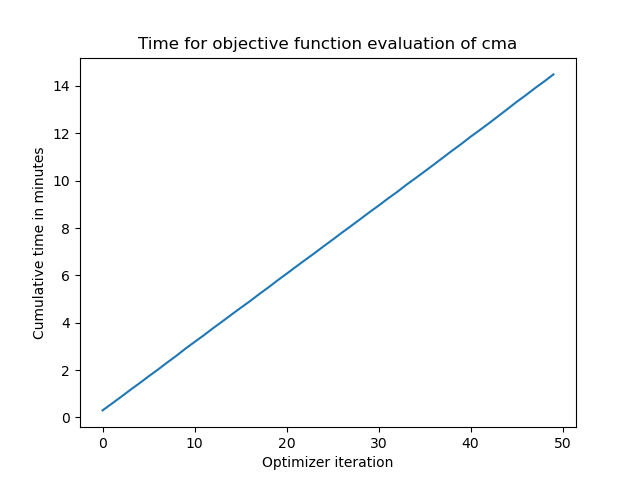 Time for objective function evaluation of cma
14
12
10
8
6
4
2
0
Cumulative time in minutes
0 10 20 30 40 50
Optimizer iteration